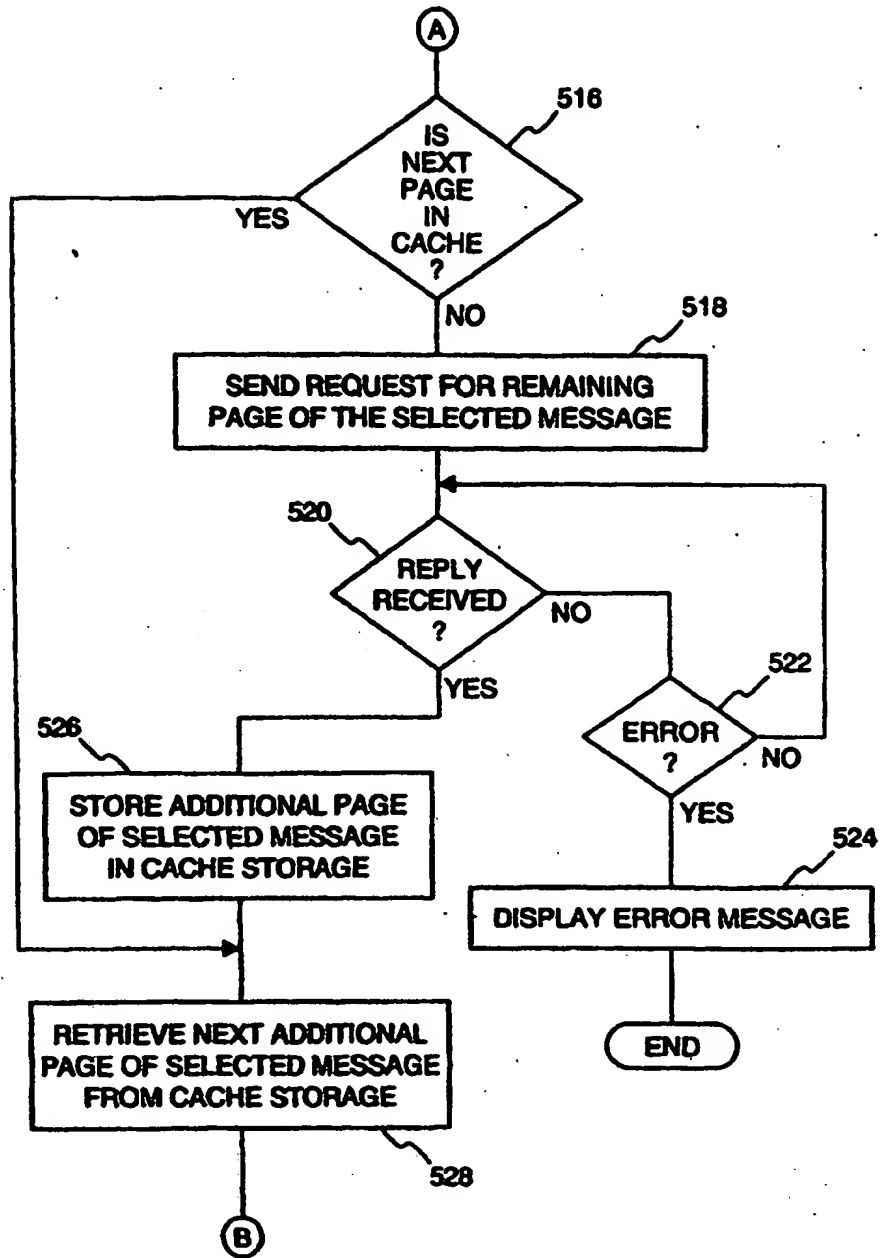 A
516
IS
NEXT
PAGE
IN
CACHE
?
YES
NO
518
SEND REQUEST FOR REMAINING
PAGE OF THE SELECTED MESSAGE
520
REPLY
RECEIVED
?
NO
YES
522
ERROR
?
NO
YES
526
STORE ADDITIONAL PAGE
OF SELECTED MESSAGE
IN CACHE STORAGE
524
DISPLAY ERROR MESSAGE
END
RETRIEVE NEXT ADDITIONAL
PAGE OF SELECTED MESSAGE
FROM CACHE STORAGE
528
B